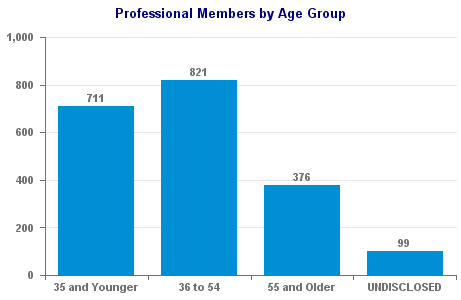 Professional Members by Age Group
1,000
800
600
400
200
0
711
821
376
99
35 and Younger
36 to 54
55 and Older
UNDISCLOSED